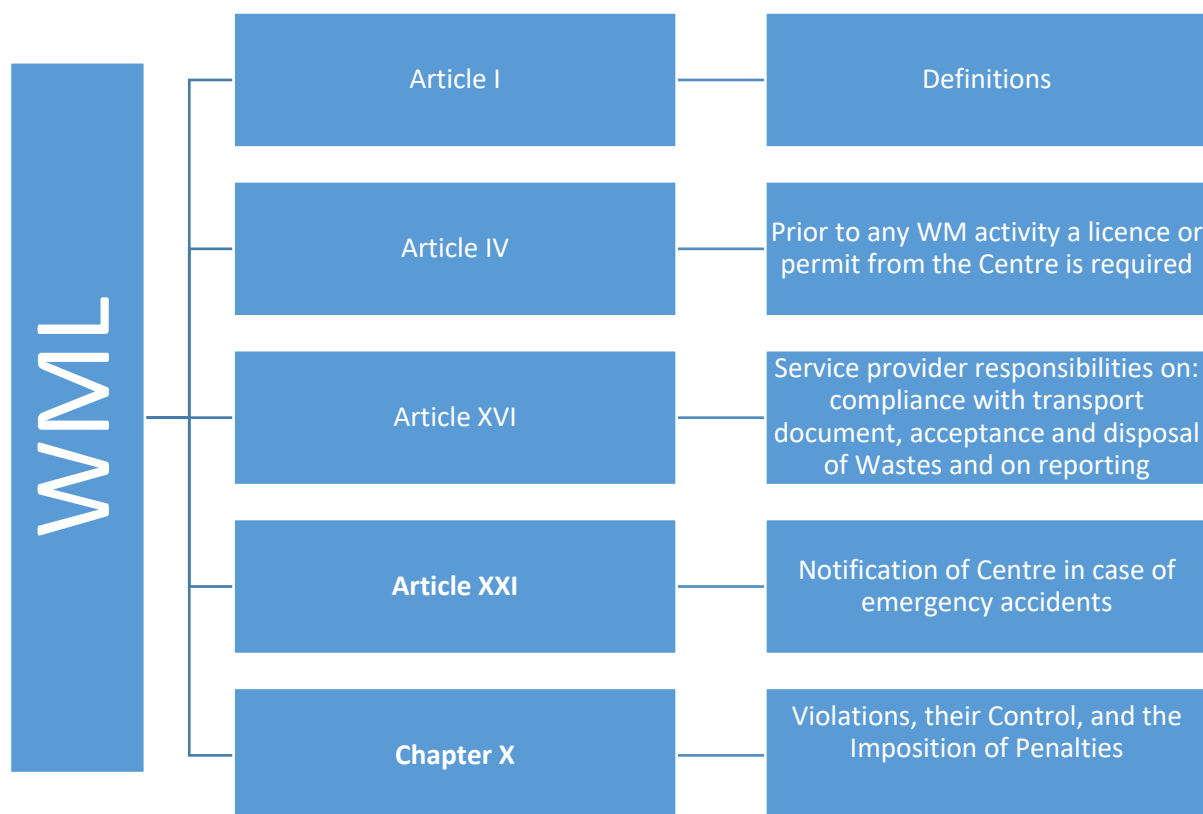 WML
Article I
Definitions
Article IV
Prior to any WM activity a licence or
permit from the Centre is required
Article XVI
Service provider responsibilities on:
compliance with transport
document, acceptance and disposal
of Wastes and on reporting
Article XXI
Notification of Centre in case of
emergency accidents
Chapter X
Violations, their Control, and the
Imposition of Penalties